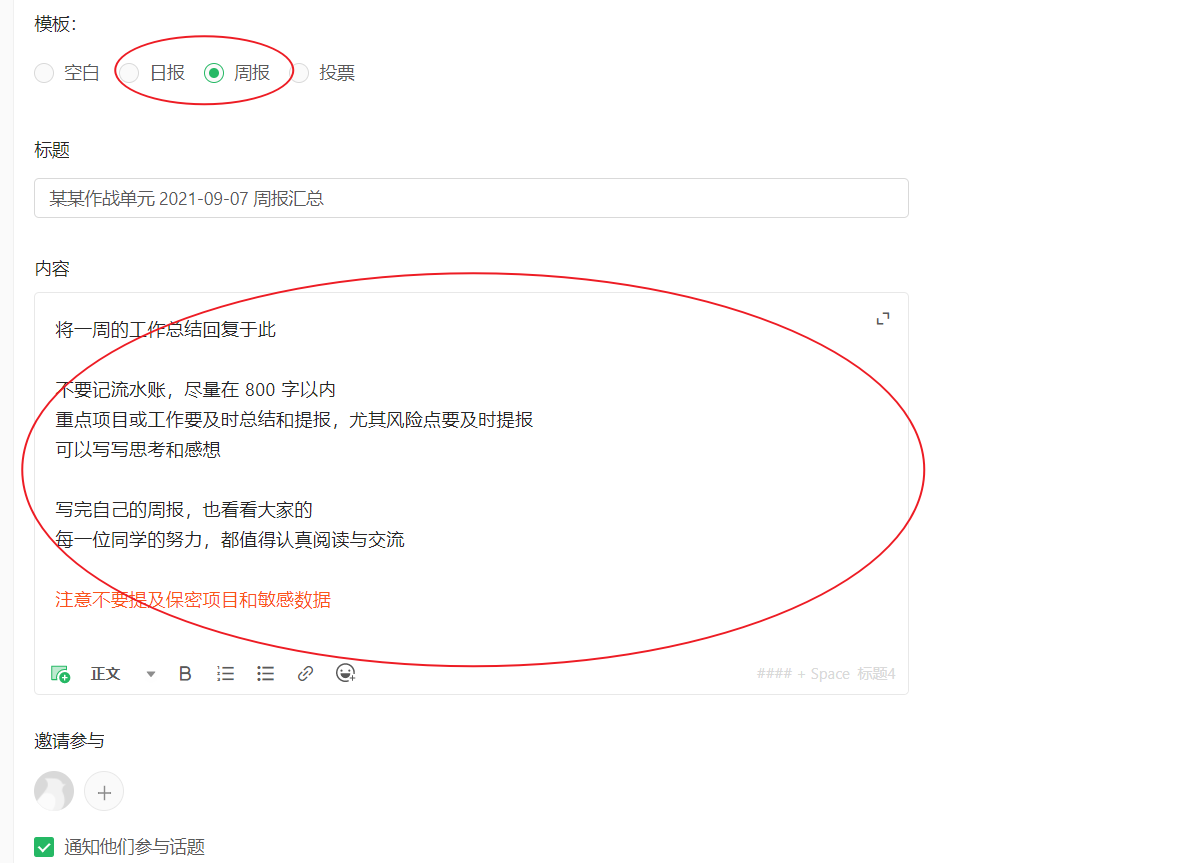 模板：
空白 日报 周报 投票
标题
某某作战单元 2021-09-07 周报汇总
内容
将一周的工作总结回复于此
不要记流水账，尽量在 800 字以内
重点项目或工作要及时总结和提报，尤其风险点要及时提报
可以写写思考和感想
写完自己的周报，也看看大家的
每一位同学的努力，都值得认真阅读与交流
注意不要提及保密项目和敏感数据
正文 B #### + Space 标题4
邀请参与
通知他们参与话题